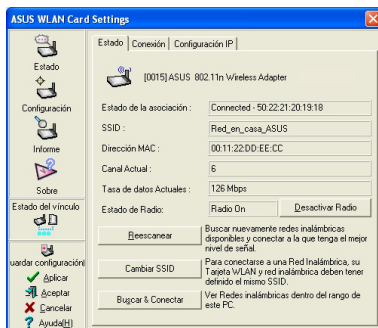 ASUS WLAN Card Settings
Estado
Configuración
Informe
Sobre
Estado del vínculo
uardar configuración
Aplicar
Aceptar
Cancelar
Ayuda(H)
Estado Conexión Configuración IP
[0015] ASUS 802.11n Wireless Adapter
Estado de la asociación : Connected - 50:22:21:20:19:18
SSID : Red_en_casa_ASUS
Dirección MAC : 00:11:22:DD:EE:CC
Canal Actual : 6
Tasa de datos Actuales : 126 Mbps
Estado de Radio: Radio On Desactivar Radio
Reescanear
Buscar nuevamente redes inalámbricas
disponibles y conectar a la que tenga el mejor
nivel de señal.
Cambiar SSID
Para conectarse a una Red Inalámbrica, su
Tarjeta WLAN y red inalámbrica deben tener
definido el mismo SSID.
Buscar & Conectar
Ver Redes inalámbricas dentro del rango de
este PC.